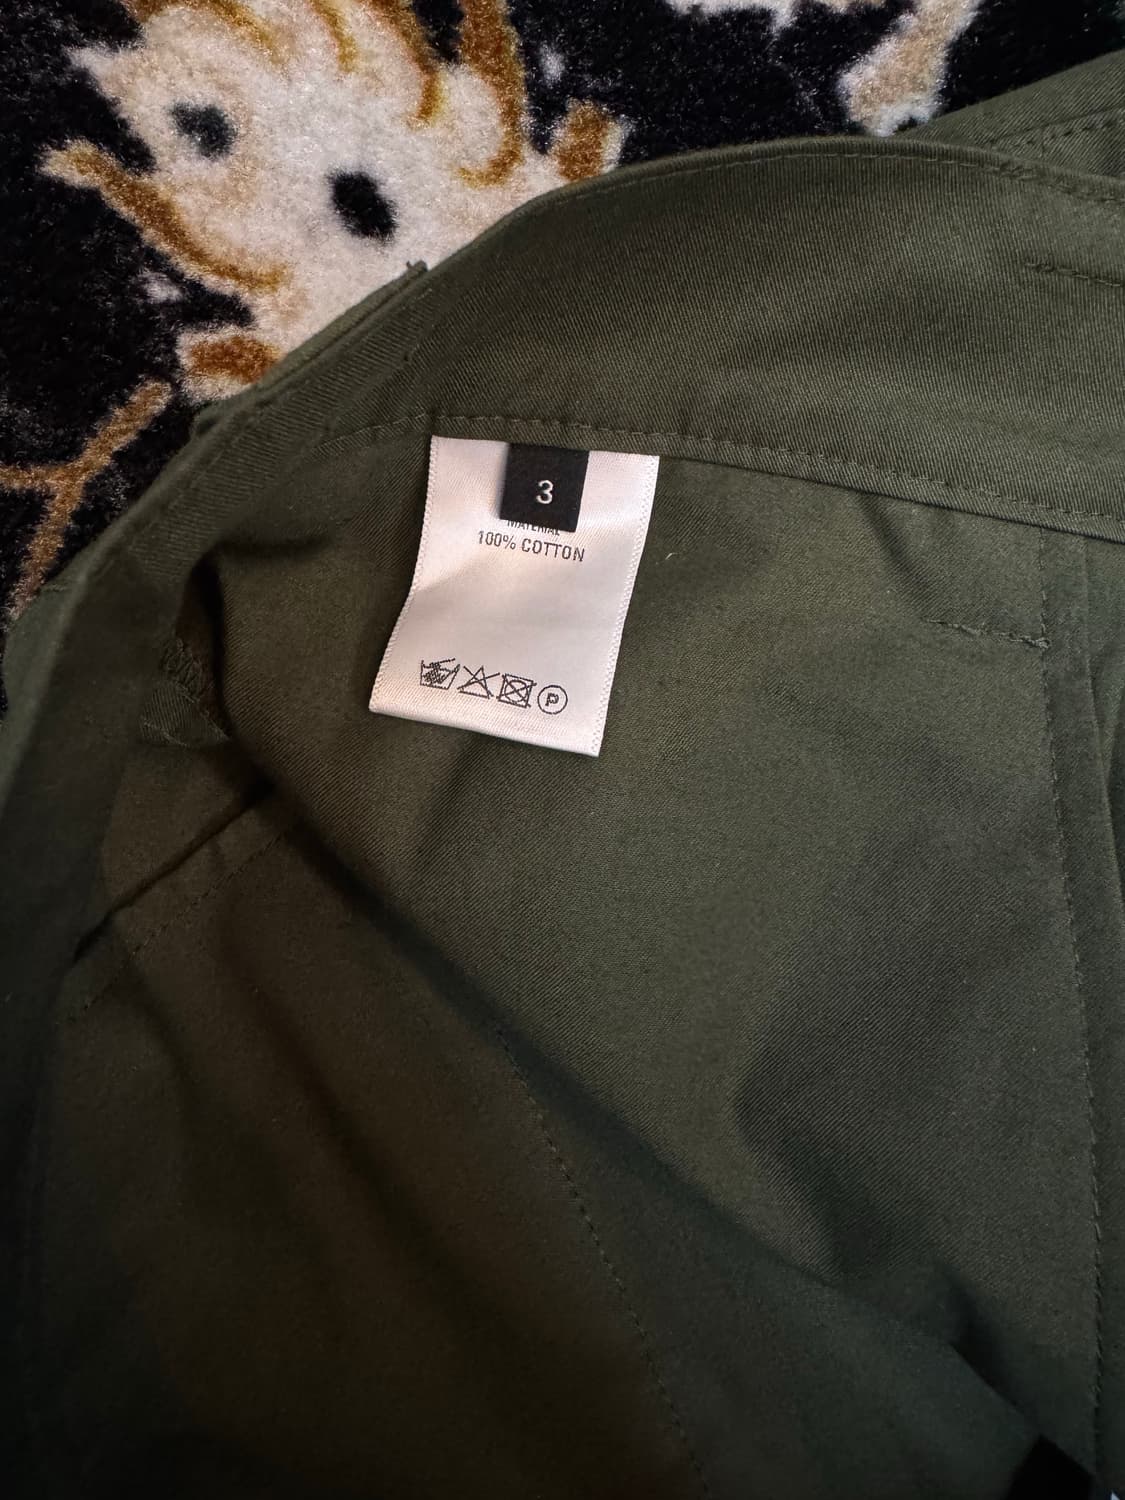 3
MATERIAL
100% COTTON
P